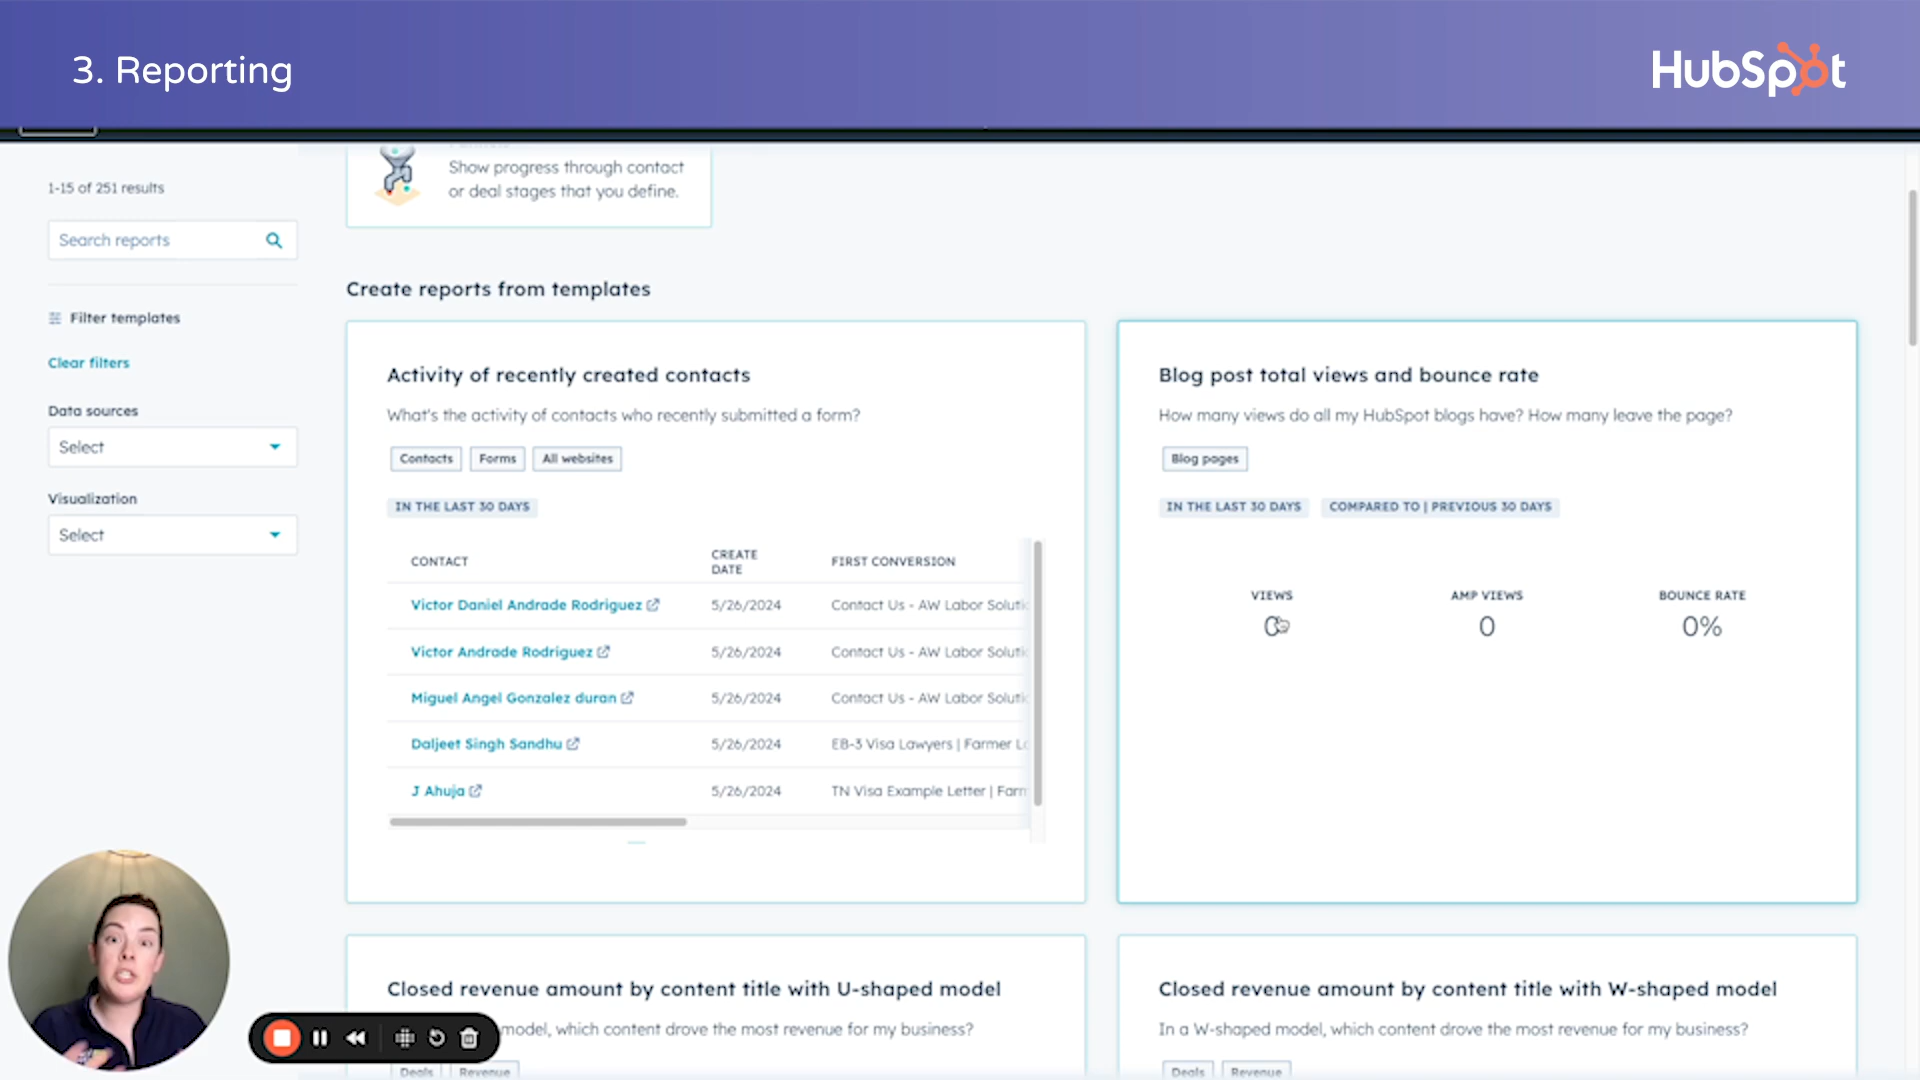 3. Reporting
HubSpot
1-15 of 251 results
Search reports
Filter templates
Clear filters
Data sources
Select
Visualization
Select
Show progress through contact
or deal stages that you define.
Create reports from templates
Activity of recently created contacts
What's the activity of contacts who recently submitted a form?
Contacts Forms All websites
IN THE LAST 30 DAYS
CONTACT CREATE DATE FIRST CONVERSION
Victor Daniel Andrade Rodriguez 5/26/2024 Contact Us - AW Labor Soluti
Victor Andrade Rodriguez 5/26/2024 Contact Us - AW Labor Soluti
Miguel Angel Gonzalez duran 5/26/2024 Contact Us - AW Labor Soluti
Daljeet Singh Sandhu 5/26/2024 EB-3 Visa Lawyers | Farmer L
J Ahuja 5/26/2024 TN Visa Example Letter | Farm
Blog post total views and bounce rate
How many views do all my HubSpot blogs have? How many leave the page?
Blog pages
IN THE LAST 30 DAYS COMPARED TO | PREVIOUS 30 DAYS
VIEWS AMP VIEWS BOUNCE RATE
0 0 0%
Closed revenue amount by content title with U-shaped model
model, which content drove the most revenue for my business?
Deals Revenue
Closed revenue amount by content title with W-shaped model
In a W-shaped model, which content drove the most revenue for my business?
Deals Revenue